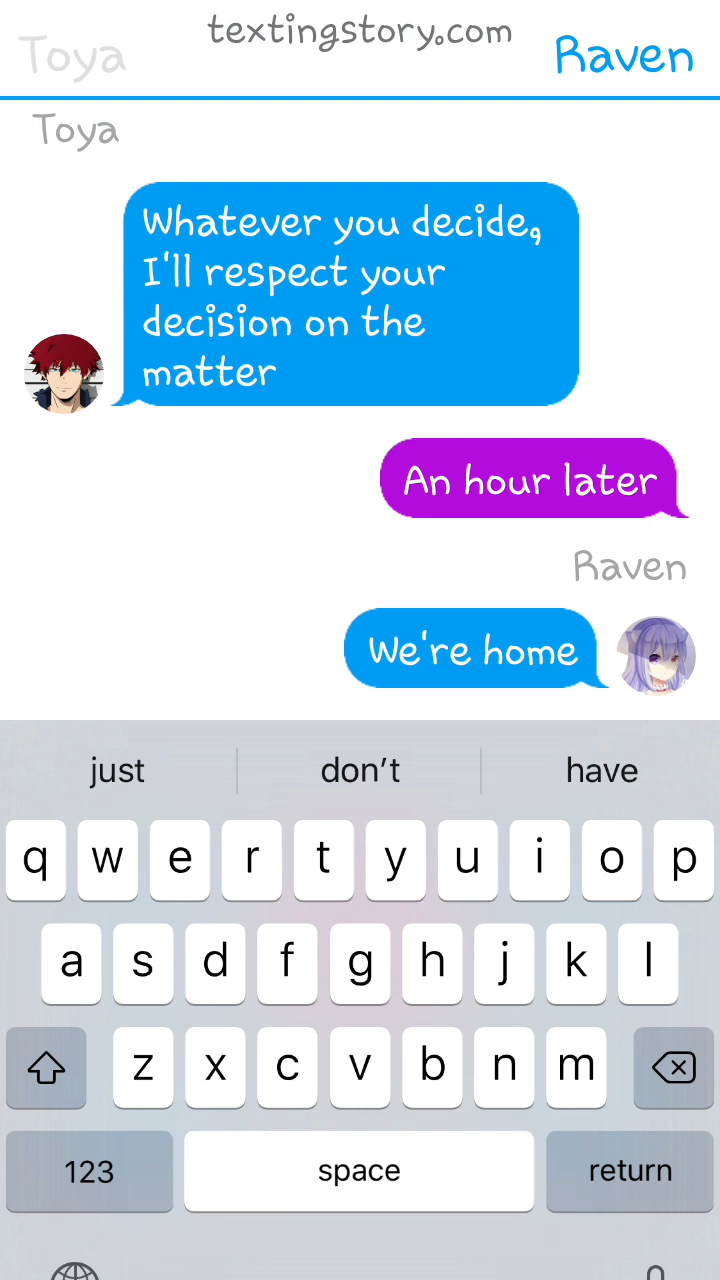 textingstory.com
Toya
Raven
Toya
Whatever you decide,
I'll respect your
decision on the
matter
An hour later
Raven
We're home
just don't have
q w e r t y u i o p
a s d f g h j k l
z x c v b n m
123 space return